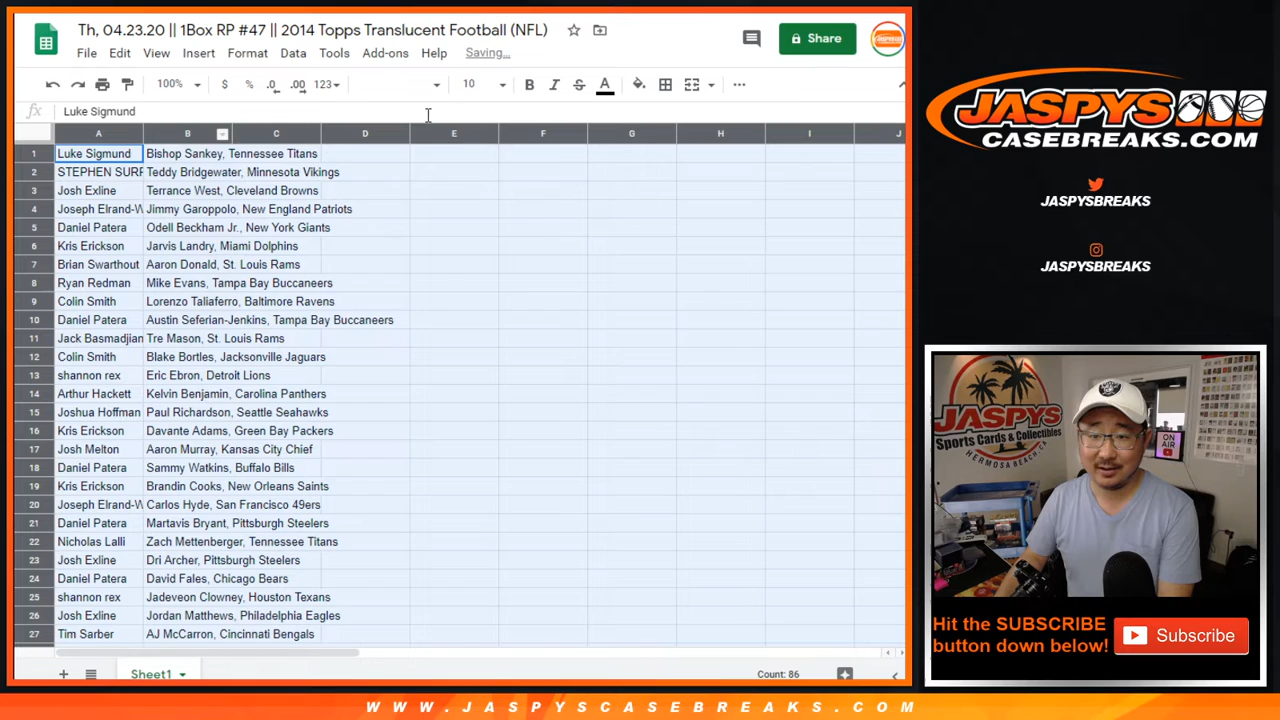 Th, 04.23.20 || 1Box RP #47 || 2014 Topps Translucent Football (NFL)
File Edit View Insert Format Data Tools Add-ons Help Saving...
Share
100% $ % .0 .00 123 10 B I S A
fx Luke Sigmund
A B C D E F G H I J
1 Luke Sigmund Bishop Sankey, Tennessee Titans
2 STEPHEN SURF Teddy Bridgewater, Minnesota Vikings
3 Josh Exline Terrance West, Cleveland Browns
4 Joseph Elrand-W Jimmy Garoppolo, New England Patriots
5 Daniel Patera Odell Beckham Jr., New York Giants
6 Kris Erickson Jarvis Landry, Miami Dolphins
7 Brian Swarthout Aaron Donald, St. Louis Rams
8 Ryan Redman Mike Evans, Tampa Bay Buccaneers
9 Colin Smith Lorenzo Taliaferro, Baltimore Ravens
10 Daniel Patera Austin Seferian-Jenkins, Tampa Bay Buccaneers
11 Jack Basmadjian Tre Mason, St. Louis Rams
12 Colin Smith Blake Bortles, Jacksonville Jaguars
13 shannon rex Eric Ebron, Detroit Lions
14 Arthur Hackett Kelvin Benjamin, Carolina Panthers
15 Joshua Hoffman Paul Richardson, Seattle Seahawks
16 Kris Erickson Davante Adams, Green Bay Packers
17 Josh Melton Aaron Murray, Kansas City Chief
18 Daniel Patera Sammy Watkins, Buffalo Bills
19 Kris Erickson Brandin Cooks, New Orleans Saints
20 Joseph Elrand-W Carlos Hyde, San Francisco 49ers
21 Daniel Patera Martavis Bryant, Pittsburgh Steelers
22 Nicholas Lalli Zach Mettenberger, Tennessee Titans
23 Josh Exline Dri Archer, Pittsburgh Steelers
24 Daniel Patera David Fales, Chicago Bears
25 shannon rex Jadeveon Clowney, Houston Texans
26 Josh Exline Jordan Matthews, Philadelphia Eagles
27 Tim Sarber AJ McCarron, Cincinnati Bengals
Sheet1
Count: 86
JASPYS
CASEBREAKS.COM
JASPYSBREAKS
JASPYSBREAKS
JASPYS
Sports Cards & Collectibles
HERMOSA BEACH, CA
ON AIR
Hit the SUBSCRIBE
button down below!
Subscribe
WWW.JASPYSCASEBREAKS.COM